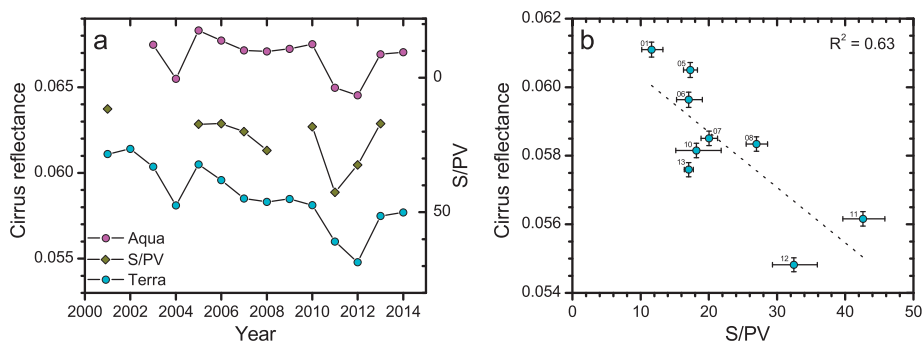 a
0.065
0.060
0.055
Cirrus reflectance
0
50
S/PV
Aqua
S/PV
Terra
2000 2002 2004 2006 2008 2010 2012 2014
Year
b
R² = 0.63
0.062
0.060
0.058
0.056
0.054
Cirrus reflectance
01
05
06
07
08
10
13
11
12
0 10 20 30 40 50
S/PV